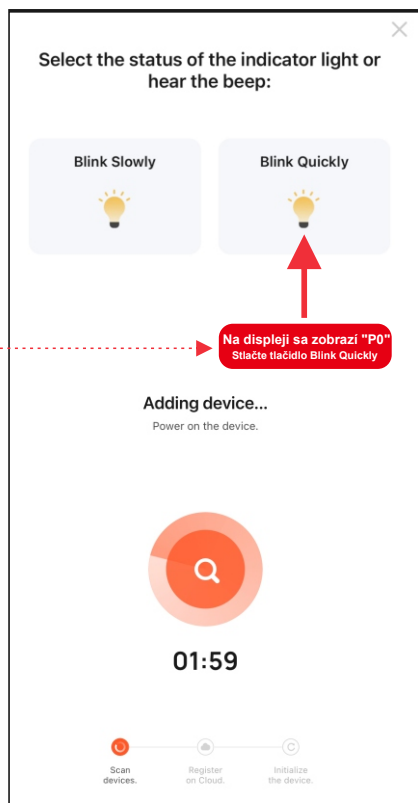 Select the status of the indicator light or
hear the beep:
Blink Slowly
Blink Quickly
Na displeji sa zobrazí "P0"
Stlačte tlačidlo Blink Quickly
Adding device...
Power on the device.
01:59
Scan
devices.
Register
on Cloud.
Initialize
the device.